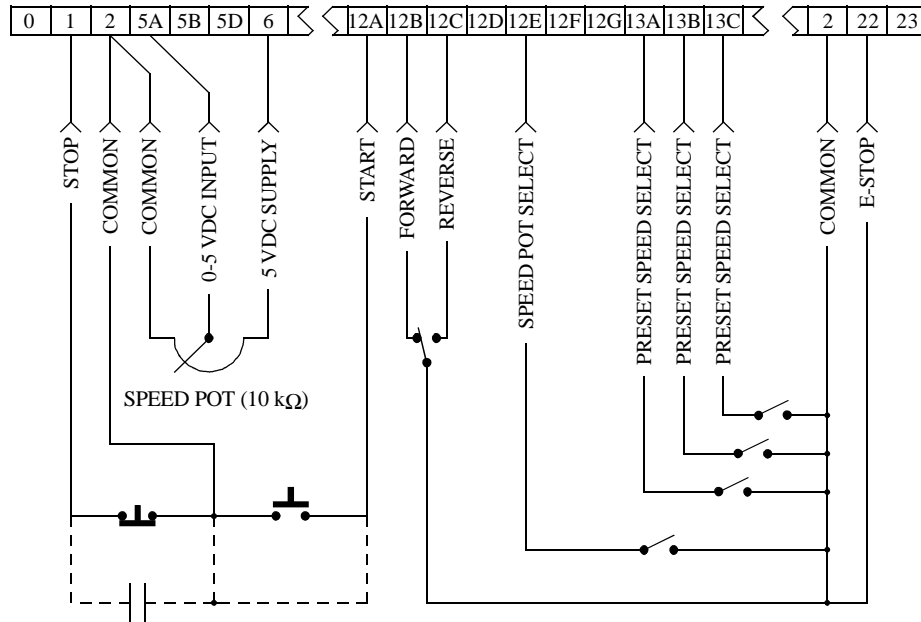 0 1 2 5A 5B 5D 6 12A 12B 12C 12D 12E 12F 12G 13A 13B 13C 2 22 23
STOP
COMMON
COMMON
0-5 VDC INPUT
5 VDC SUPPLY
START
FORWARD
REVERSE
SPEED POT SELECT
PRESET SPEED SELECT
PRESET SPEED SELECT
PRESET SPEED SELECT
COMMON
E-STOP
SPEED POT (10 kΩ)